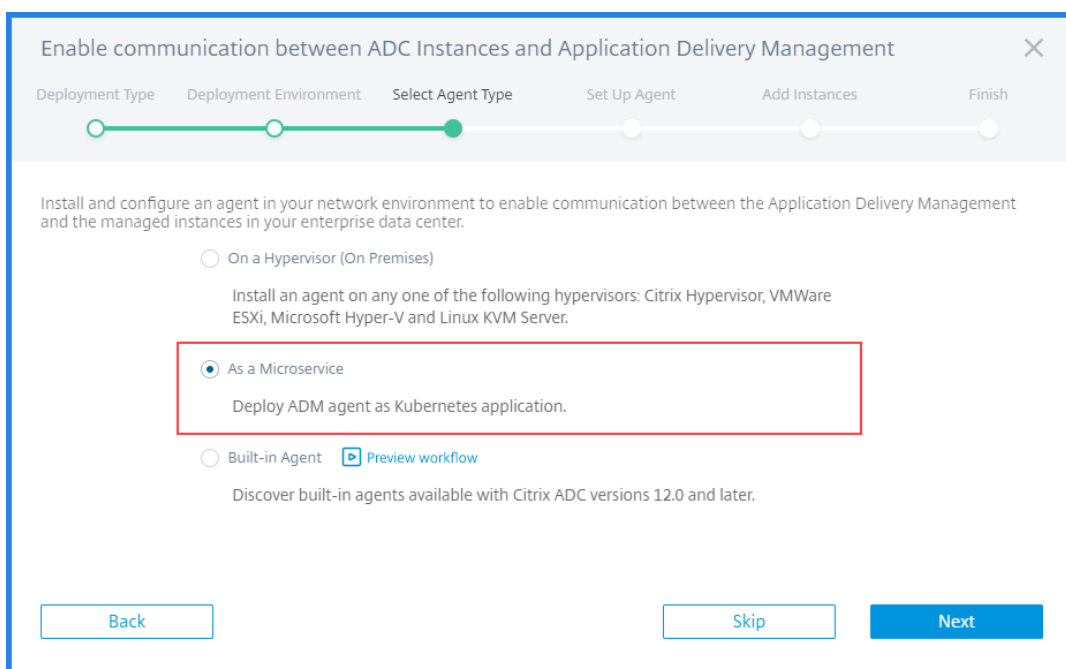 Enable communication between ADC Instances and Application Delivery Management
Deployment Type Deployment Environment Select Agent Type Set Up Agent Add Instances Finish
Install and configure an agent in your network environment to enable communication between the Application Delivery Management
and the managed instances in your enterprise data center.
On a Hypervisor (On Premises)
Install an agent on any one of the following hypervisors: Citrix Hypervisor, VMWare
ESXi, Microsoft Hyper-V and Linux KVM Server.
As a Microservice
Deploy ADM agent as Kubernetes application.
Built-in Agent Preview workflow
Discover built-in agents available with Citrix ADC versions 12.0 and later.
Back Skip Next